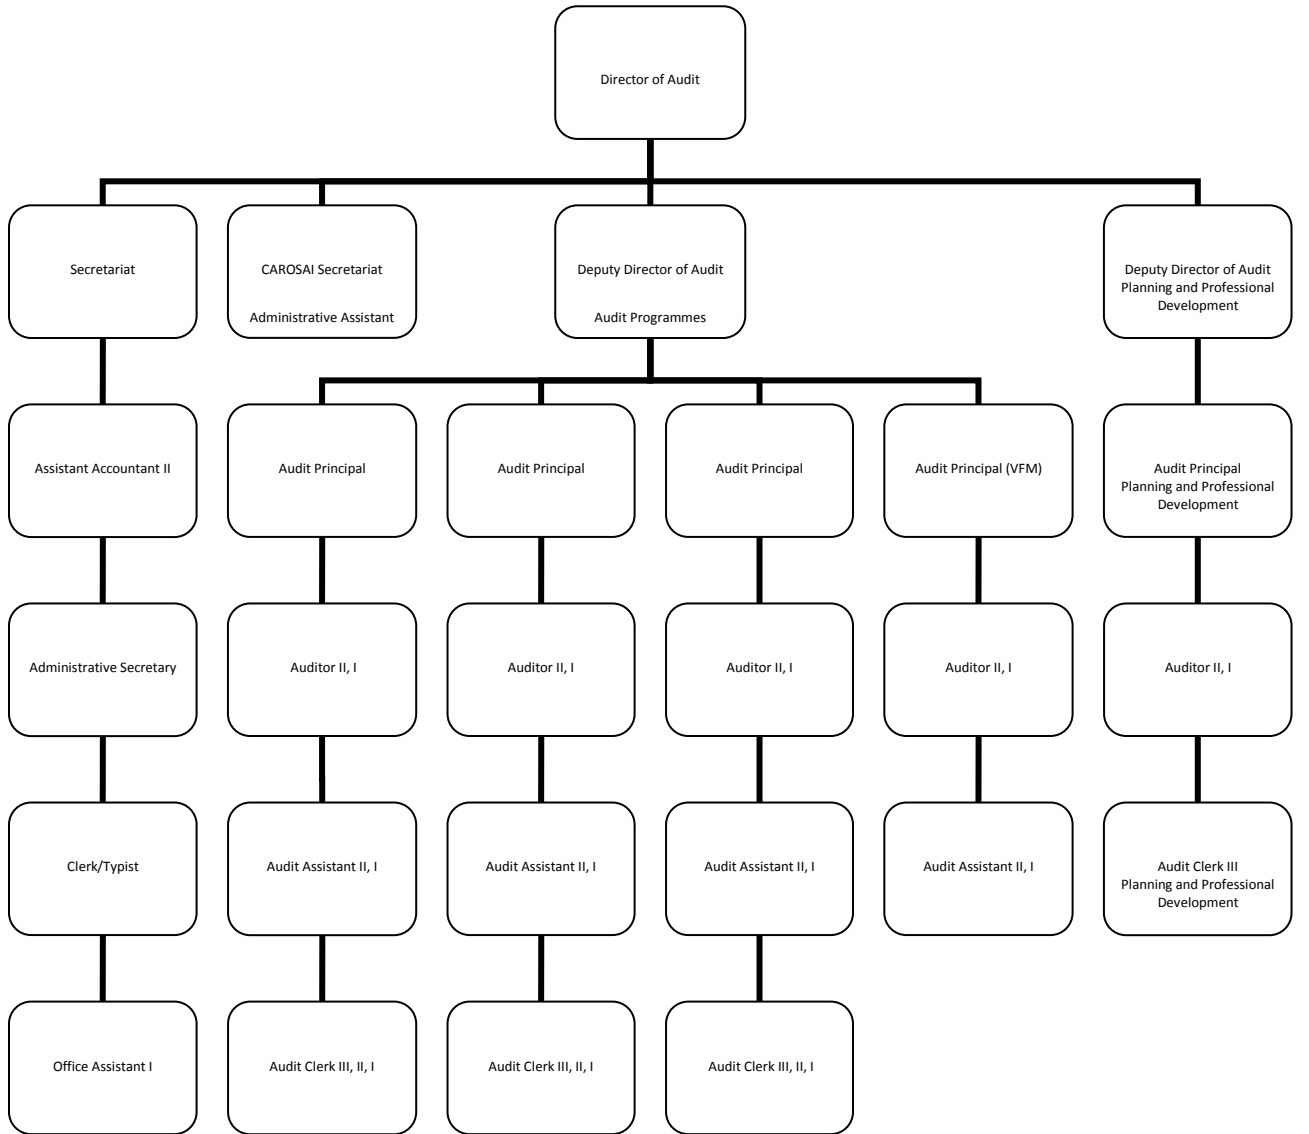 Director of Audit
Secretariat
CAROSAI Secretariat
Administrative Assistant
Deputy Director of Audit
Audit Programmes
Deputy Director of Audit
Planning and Professional
Development
Assistant Accountant II
Audit Principal
Audit Principal
Audit Principal
Audit Principal (VFM)
Audit Principal
Planning and Professional
Development
Administrative Secretary
Auditor II, I
Auditor II, I
Auditor II, I
Auditor II, I
Auditor II, I
Clerk/Typist
Audit Assistant II, I
Audit Assistant II, I
Audit Assistant II, I
Audit Assistant II, I
Audit Clerk III
Planning and Professional
Development
Office Assistant I
Audit Clerk III, II, I
Audit Clerk III, II, I
Audit Clerk III, II, I